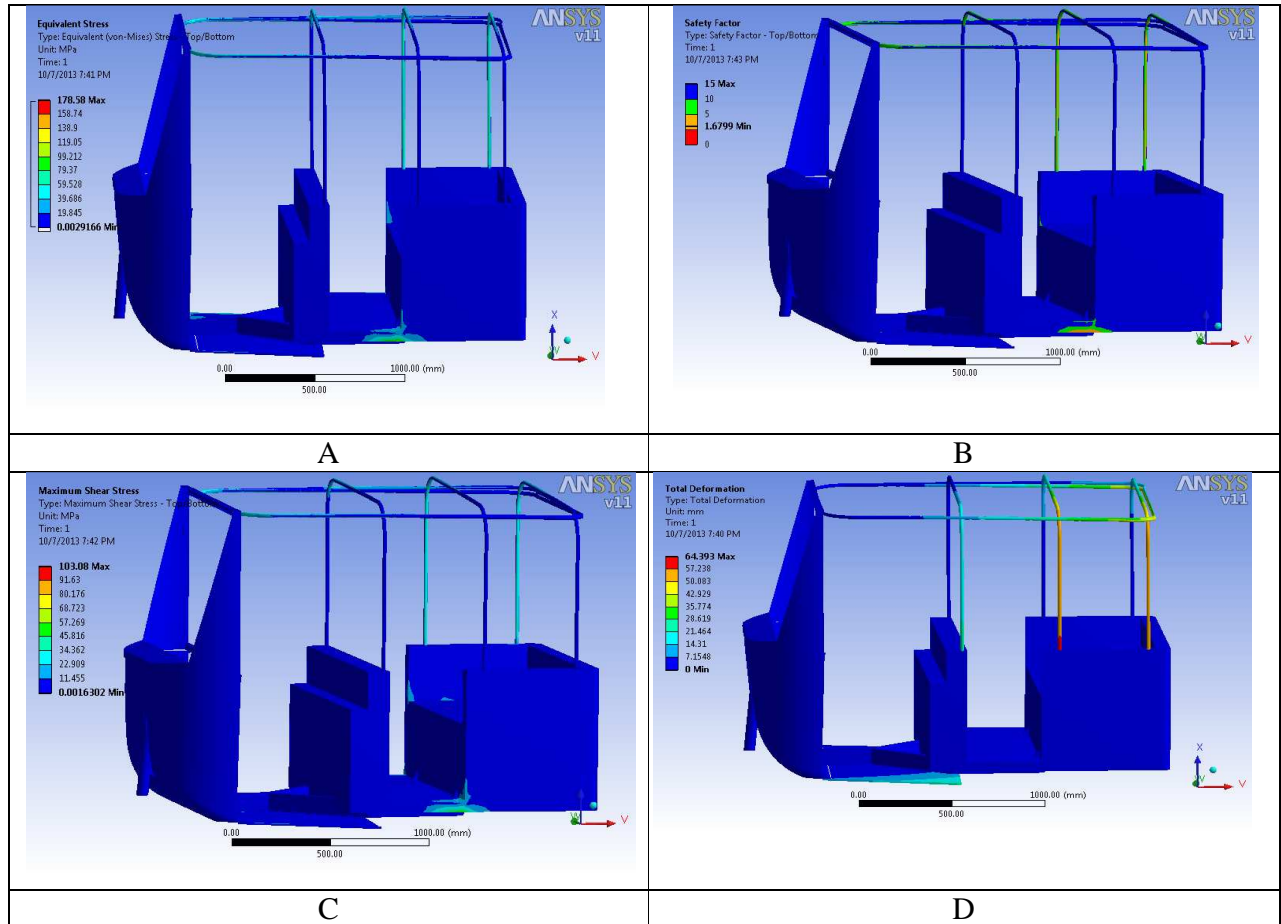 Equivalent Stress
Type: Equivalent (von-Mises) Stress - Top/Bottom
Unit: MPa
Time: 1
10/7/2013 7:41 PM
178.58 Max
158.74
138.9
119.05
99.212
79.37
59.528
39.686
19.845
0.0029166 Min
ANSYS
v11
X
Y
0.00
1000.00 (mm)
500.00
Safety Factor
Type: Safety Factor - Top/Bottom
Time: 1
10/7/2013 7:43 PM
15 Max
10
5
1.6799 Min
0
ANSYS
v11
Y
0.00
1000.00 (mm)
500.00
A
B
Maximum Shear Stress
Type: Maximum Shear Stress - Top/Bottom
Unit: MPa
Time: 1
10/7/2013 7:42 PM
103.08 Max
91.63
80.176
68.723
57.269
45.816
34.362
22.909
11.455
0.0016302 Min
ANSYS
v11
Y
0.00
1000.00 (mm)
500.00
Total Deformation
Type: Total Deformation
Unit: mm
Time: 1
10/7/2013 7:40 PM
64.393 Max
57.238
50.083
42.929
35.774
28.619
21.464
14.31
7.1548
0 Min
ANSYS
v11
X
Y
0.00
1000.00 (mm)
500.00
C
D